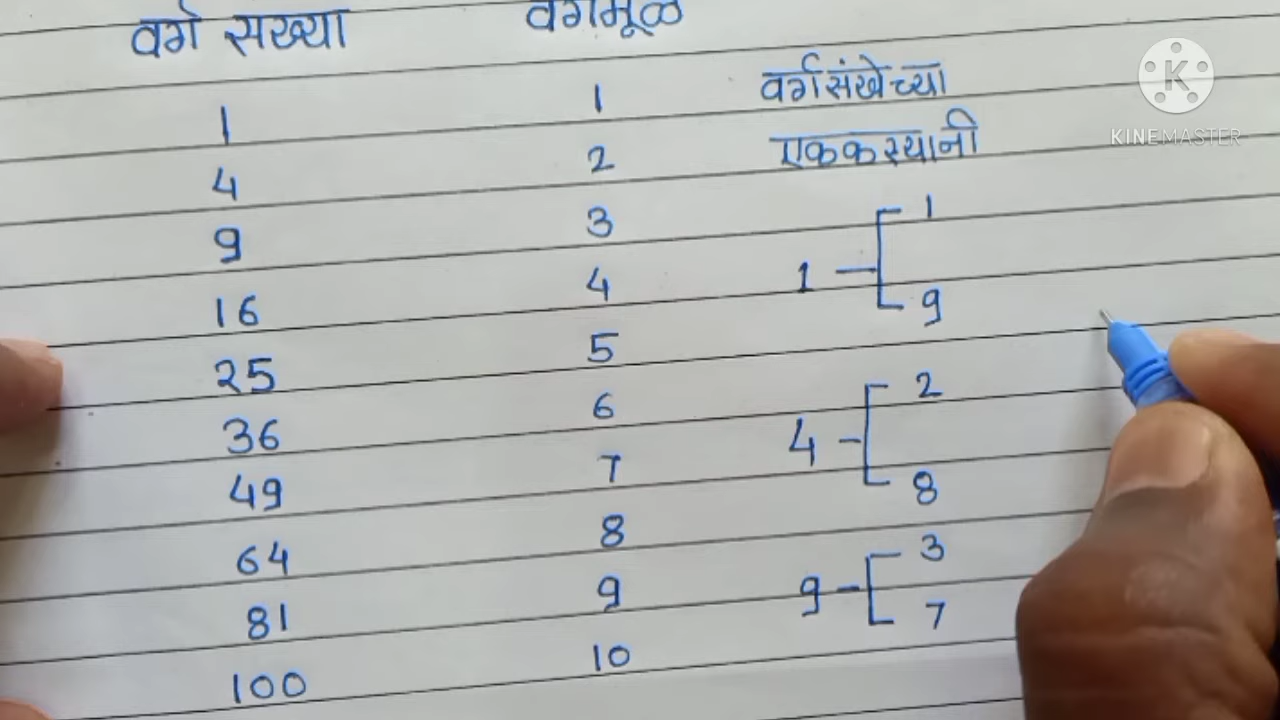 वर्ग संख्या वर्गमूळ
1 1
4 2
9 3
16 4
25 5
36 6
49 7
64 8
81 9
100 10
वर्गसंखेच्या
एककस्थानी
1 - 1
9
4 - 2
8
9 - 3
7
KINEMASTER